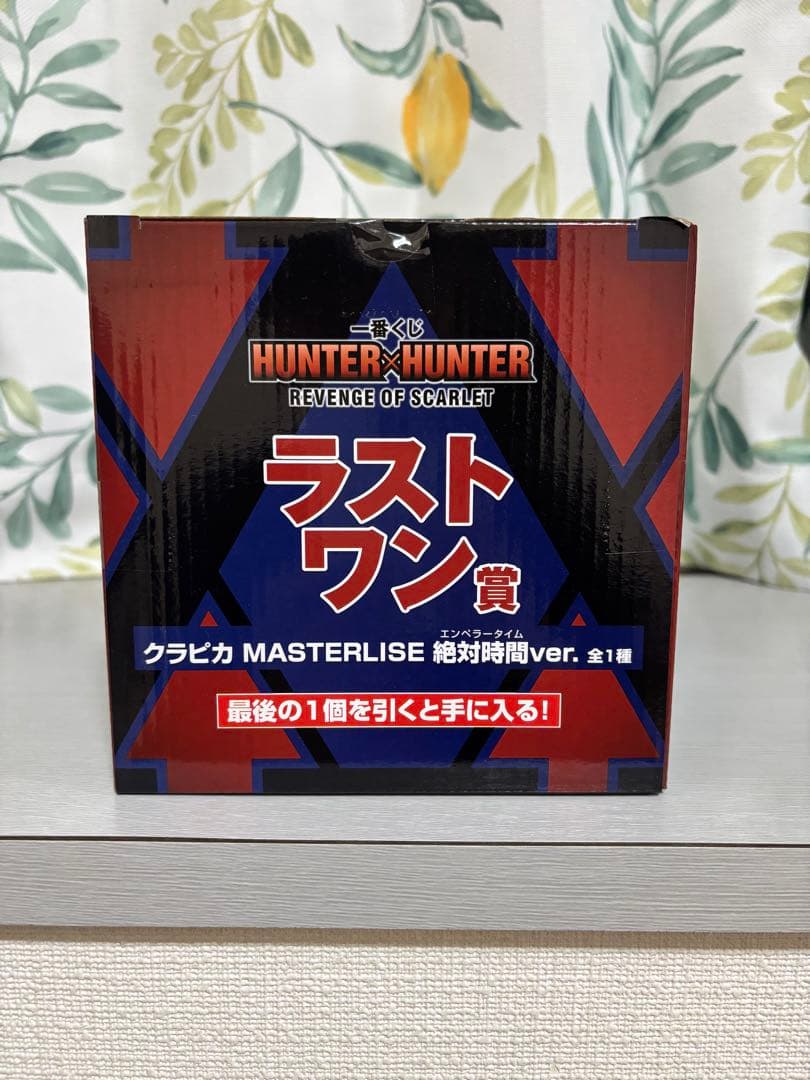 一番くじ
HUNTER×HUNTER
REVENGE OF SCARLET
ラスト
ワン賞
エンペラータイム
クラピカ MASTERLISE 絶対時間ver. 全1種
最後の1個を引くと手に入る!